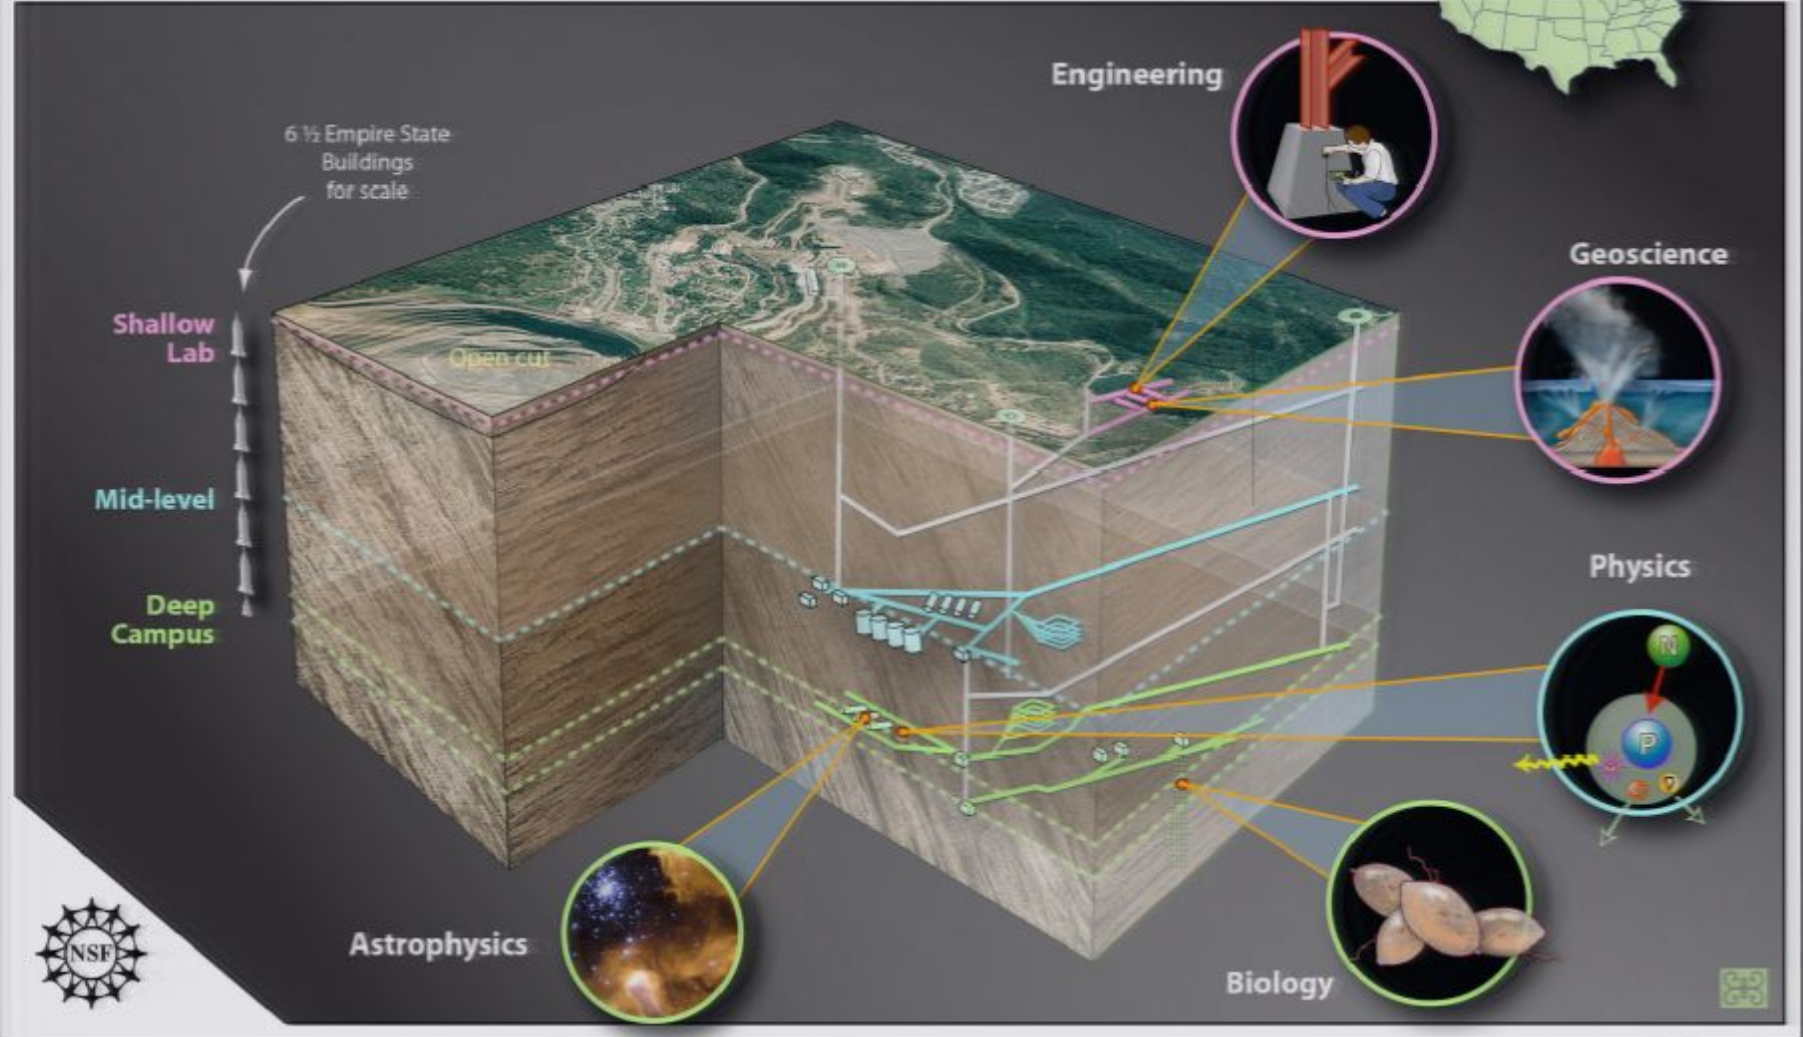 Engineering
6 ½ Empire State
Buildings
for scale
Geoscience
Shallow
Lab
Open cut
Mid-level
Physics
Deep
Campus
N
P
NSF
Astrophysics
Biology